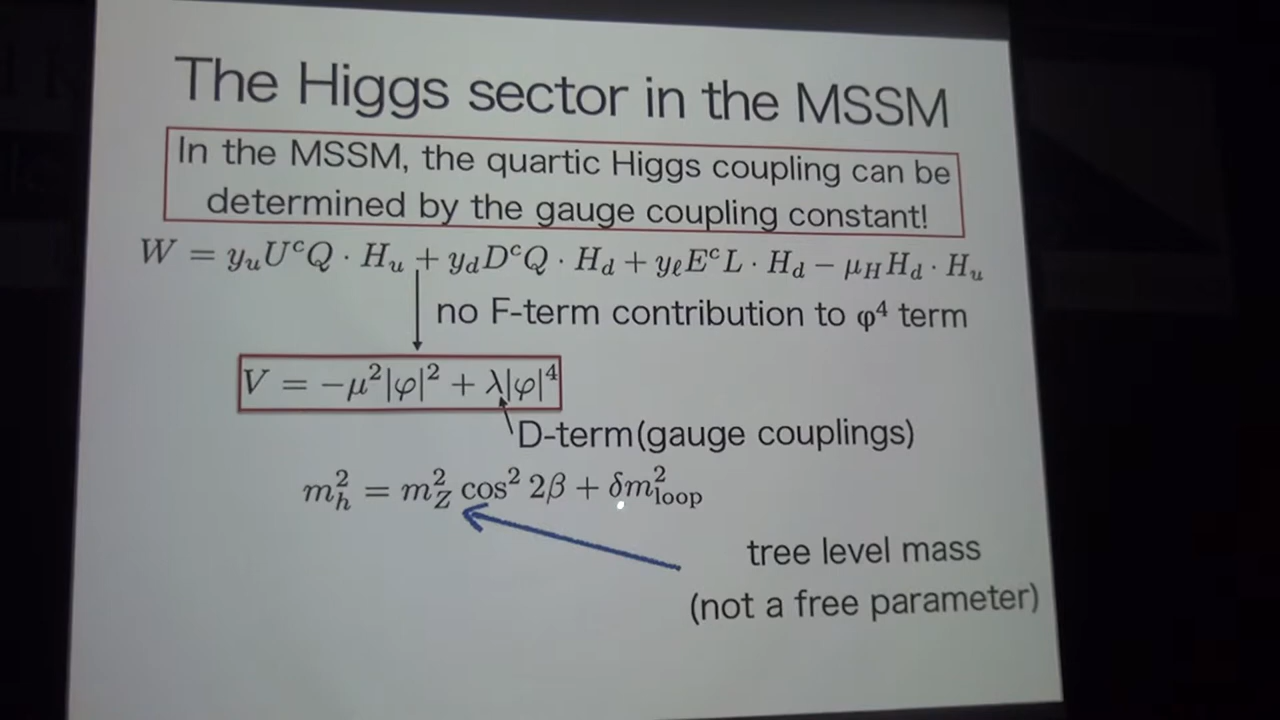 The Higgs sector in the MSSM
In the MSSM, the quartic Higgs coupling can be
determined by the gauge coupling constant!
W = y_u U^c Q · H_u + y_d D^c Q · H_d + y_ℓ E^c L · H_d − μ_H H_d · H_u
no F-term contribution to φ⁴ term
V = −μ²|φ|² + λ|φ|⁴
D-term(gauge couplings)
m_h² = m_Z² cos² 2β + δm²_loop
tree level mass
(not a free parameter)